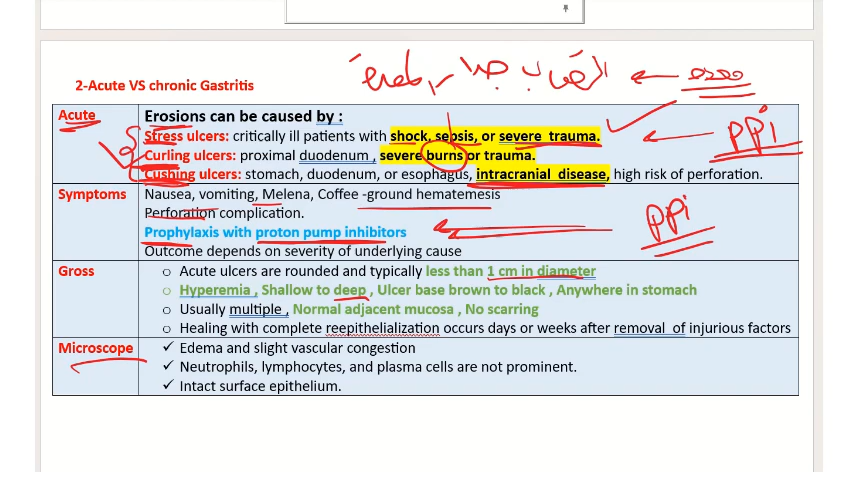 2-Acute VS chronic Gastritis
Acute
Erosions can be caused by :
Stress ulcers: critically ill patients with shock, sepsis, or severe trauma.
PPi
Curling ulcers: proximal duodenum , severe burns or trauma.
Cushing ulcers: stomach, duodenum, or esophagus, intracranial disease, high risk of perforation.
Symptoms
Nausea, vomiting, Melena, Coffee -ground hematemesis
Perforation complication.
PPi
Prophylaxis with proton pump inhibitors
Outcome depends on severity of underlying cause
Gross
o Acute ulcers are rounded and typically less than 1 cm in diameter
o Hyperemia , Shallow to deep , Ulcer base brown to black , Anywhere in stomach
o Usually multiple , Normal adjacent mucosa , No scarring
o Healing with complete reepithelialization occurs days or weeks after removal of injurious factors
Microscope
✓ Edema and slight vascular congestion
✓ Neutrophils, lymphocytes, and plasma cells are not prominent.
✓ Intact surface epithelium.